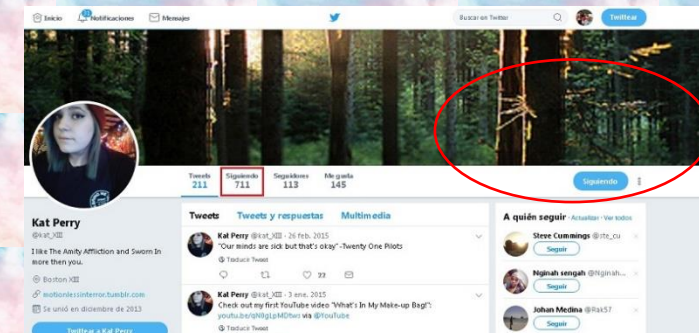 Inicio
21
Notificaciones
Mensajes
Buscar en Twitter
Twittear
Tweets
211
Siguiendo
711
Seguidores
113
Me gusta
145
Siguiendo
Kat Perry
@kat_XIII
I like The Amity Affliction and Sworn In
more then you.
Boston XIII
motionlessinterror.tumblr.com
Se unió en diciembre de 2013
Twittear a Kat Perry
Tweets Tweets y respuestas Multimedia
Kat Perry @kat_XIII · 26 feb. 2015
"Our minds are sick but that's okay" -Twenty One Pilots
Traducir Tweet
22
Kat Perry @kat_XIII · 3 ene. 2015
Check out my first YouTube video "What's In My Make-up Bag!":
via @YouTube
Traducir Tweet
A quién seguir · Actualizar · Ver todos
Steve Cummings @ste_cu
Seguir
Nginah sengah @Nginah...
Seguir
Johan Medina @Rak57
Seguir